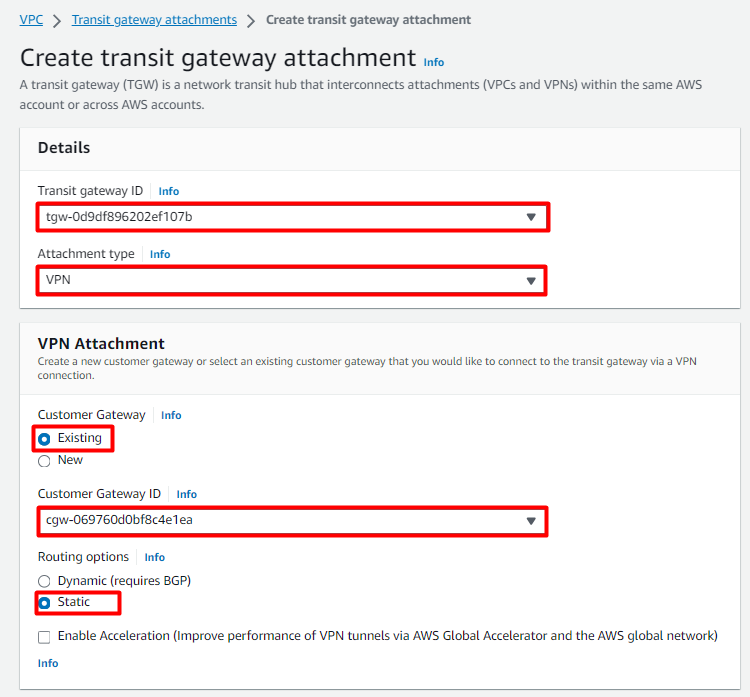 VPC > Transit gateway attachments > Create transit gateway attachment
Create transit gateway attachment Info
A transit gateway (TGW) is a network transit hub that interconnects attachments (VPCs and VPNs) within the same AWS
account or across AWS accounts.
Details
Transit gateway ID Info
tgw-0d9df896202ef107b
Attachment type Info
VPN
VPN Attachment
Create a new customer gateway or select an existing customer gateway that you would like to connect to the transit gateway via a VPN
connection.
Customer Gateway Info
Existing
New
Customer Gateway ID Info
cgw-069760d0bf8c4e1ea
Routing options Info
Dynamic (requires BGP)
Static
Enable Acceleration (Improve performance of VPN tunnels via AWS Global Accelerator and the AWS global network)
Info